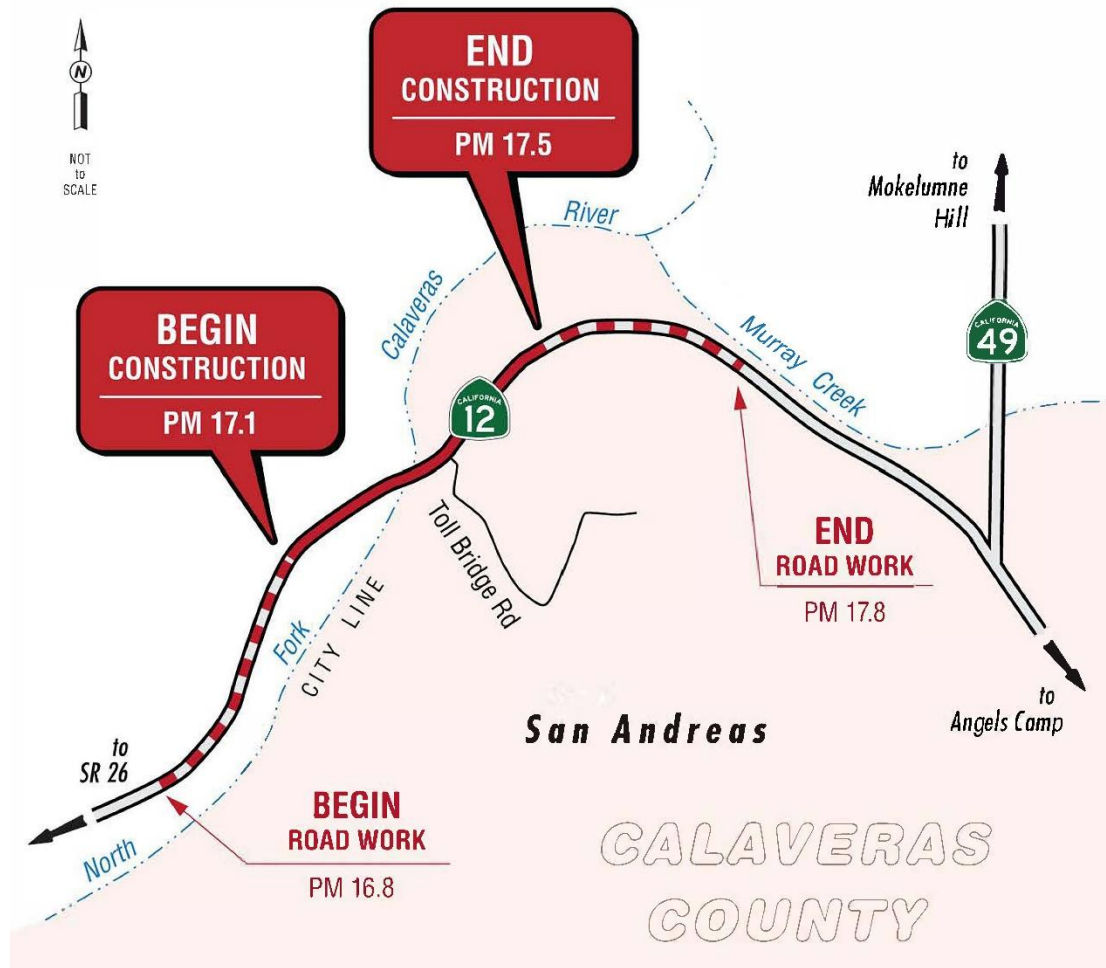 N
NOT
to
SCALE
END
CONSTRUCTION
PM 17.5
to
Mokelumne
Hill
River
Calaveras
BEGIN
CONSTRUCTION
PM 17.1
CALIFORNIA
49
Murray Creek
CALIFORNIA
12
Toll Bridge Rd
END
ROAD WORK
PM 17.8
Fork
CITY LINE
to
Angels Camp
San Andreas
to
SR 26
BEGIN
ROAD WORK
PM 16.8
North
CALAVERAS
COUNTY